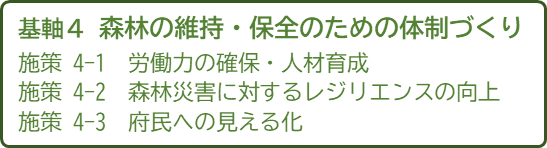 基軸４ 森林の維持・保全のための体制づくり
施策 4-1 労働力の確保・人材育成
施策 4-2 森林災害に対するレジリエンスの向上
施策 4-3 府民への見える化